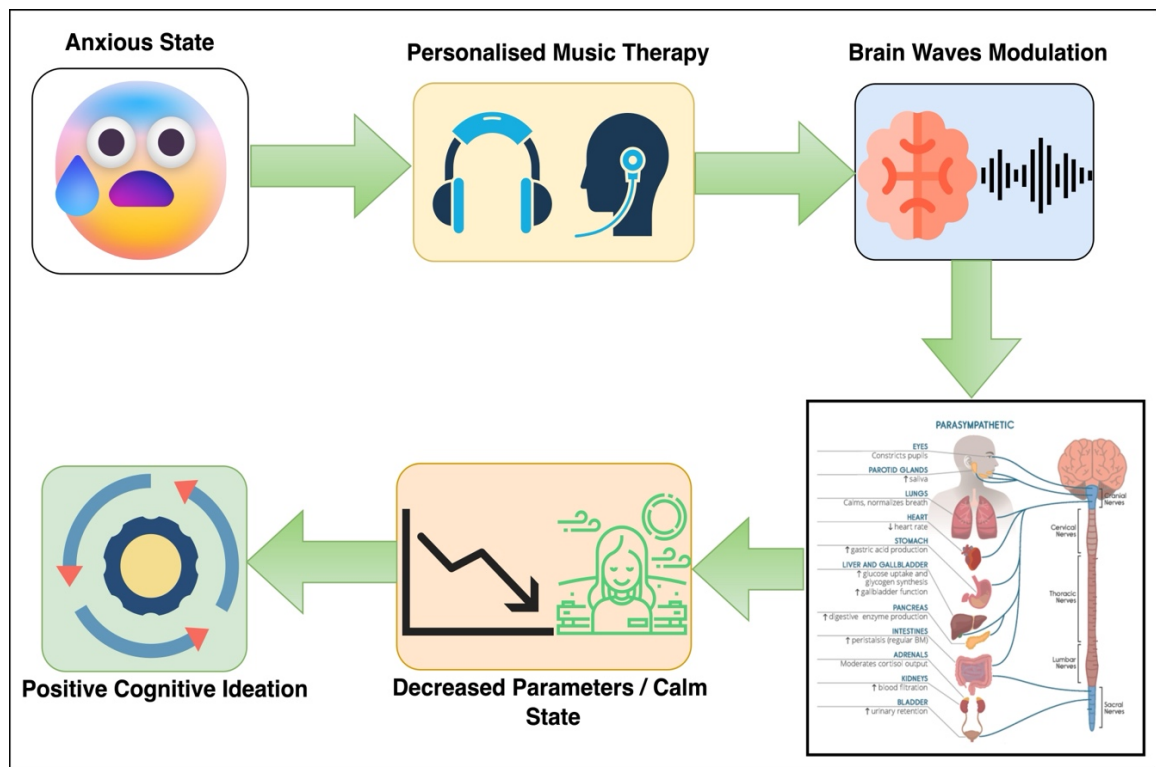 Anxious State
Personalised Music Therapy
Brain Waves Modulation
PARASYMPATHETIC
EYES
Constricts pupils
PAROTID GLANDS
↑ saliva
LUNGS
Calms, normalizes breath
HEART
↓ heart rate
STOMACH
↑ gastric acid production
LIVER AND GALLBLADDER
↑ glucose uptake and
glycogen synthesis
↑ gallbladder function
PANCREAS
↑ digestive enzyme production
INTESTINES
↑ peristalsis (regular BM)
ADRENALS
Moderates cortisol output
KIDNEYS
↑ blood filtration
BLADDER
↑ urinary retention
Cranial
Nerves
Cervical
Nerves
Thoracic
Nerves
Lumbar
Nerves
Sacral
Nerves
Decreased Parameters / Calm
State
Positive Cognitive Ideation